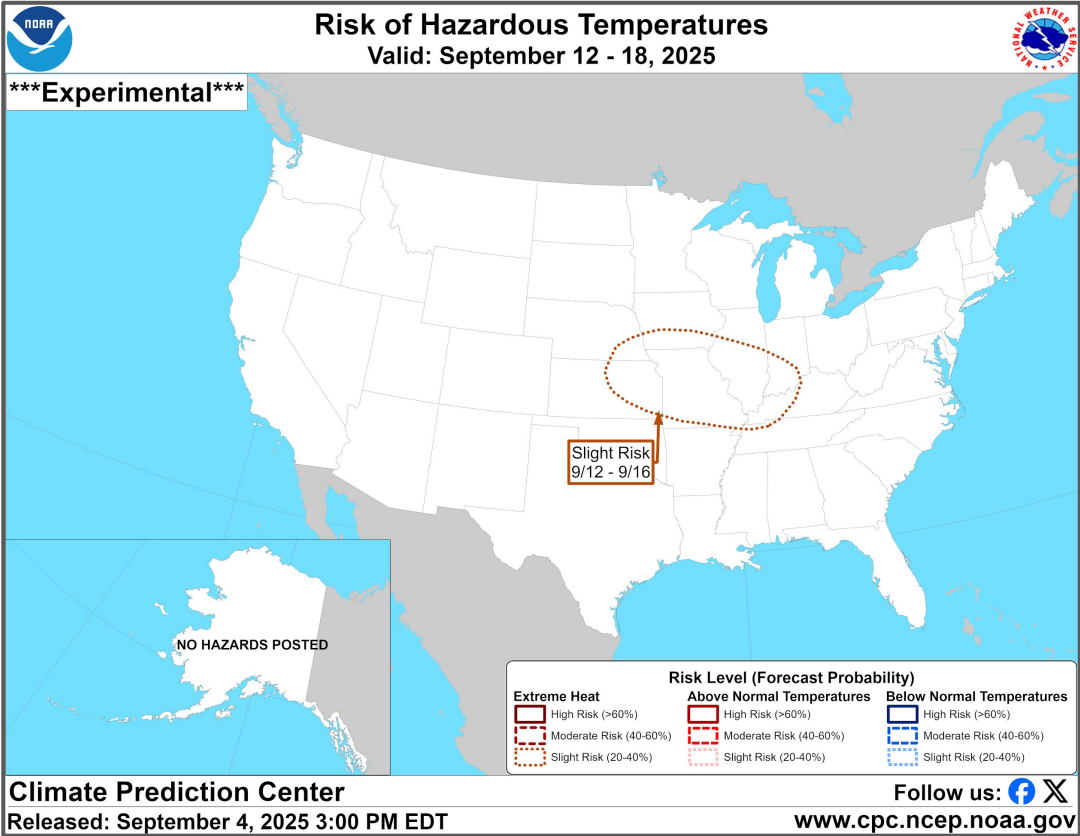 NOAA
Risk of Hazardous Temperatures
Valid: September 12 - 18, 2025
NATIONAL WEATHER SERVICE
***Experimental***
Slight Risk
9/12 - 9/16
NO HAZARDS POSTED
Risk Level (Forecast Probability)
Extreme Heat
High Risk (>60%)
Moderate Risk (40-60%)
Slight Risk (20-40%)
Above Normal Temperatures
High Risk (>60%)
Moderate Risk (40-60%)
Slight Risk (20-40%)
Below Normal Temperatures
High Risk (>60%)
Moderate Risk (40-60%)
Slight Risk (20-40%)
Climate Prediction Center
Follow us:
Released: September 4, 2025 3:00 PM EDT
www.cpc.ncep.noaa.gov